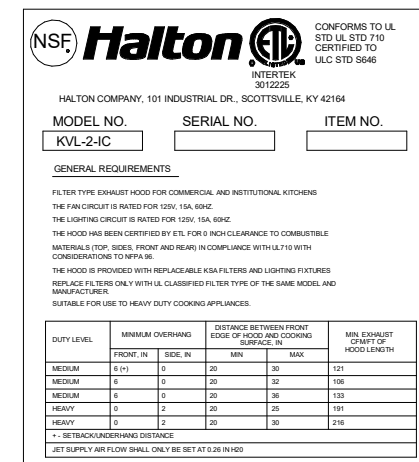 NSF
Halton
ETL
CONFORMS TO UL
STD UL STD 710
CERTIFIED TO
ULC STD S646
INTERTEK
3012225
HALTON COMPANY, 101 INDUSTRIAL DR., SCOTTSVILLE, KY 42164
MODEL NO. SERIAL NO. ITEM NO.
KVL-2-IC
GENERAL REQUIREMENTS
FILTER TYPE EXHAUST HOOD FOR COMMERCIAL AND INSTITUTIONAL KITCHENS
THE FAN CIRCUIT IS RATED FOR 125V, 15A, 60HZ.
THE LIGHTING CIRCUIT IS RATED FOR 125V, 15A, 60HZ.
THE HOOD HAS BEEN CERTIFIED BY ETL FOR 0 INCH CLEARANCE TO COMBUSTIBLE
MATERIALS (TOP, SIDES, FRONT AND REAR) IN COMPLIANCE WITH UL710 WITH
CONSIDERATIONS TO NFPA 96.
THE HOOD IS PROVIDED WITH REPLACEABLE KSA FILTERS AND LIGHTING FIXTURES
REPLACE FILTERS ONLY WITH UL CLASSIFIED FILTER TYPE OF THE SAME MODEL AND
MANUFACTURER.
SUITABLE FOR USE TO HEAVY DUTY COOKING APPLIANCES.
DUTY LEVEL MINIMUM OVERHANG DISTANCE BETWEEN FRONT EDGE OF HOOD AND COOKING SURFACE, IN MIN. EXHAUST CFM/FT OF HOOD LENGTH
FRONT, IN SIDE, IN MIN MAX
MEDIUM 6 (+) 0 20 30 121
MEDIUM 6 0 20 32 106
MEDIUM 6 0 20 36 133
HEAVY 0 2 20 25 191
HEAVY 0 2 20 30 216
+ - SETBACK/UNDERHANG DISTANCE
JET SUPPLY AIR FLOW SHALL ONLY BE SET AT 0.26 IN H20